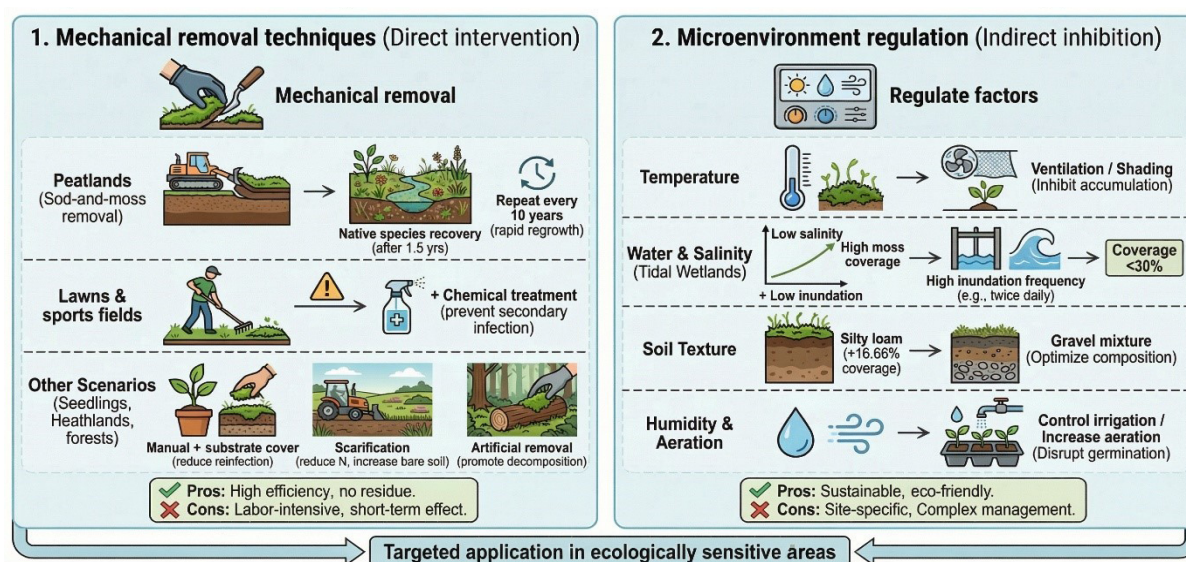 1. Mechanical removal techniques (Direct intervention)
Mechanical removal
Peatlands
(Sod-and-moss
removal)
Native species recovery
(after 1.5 yrs)
Repeat every
10 years
(rapid regrowth)
Lawns &
sports fields
+ Chemical treatment
(prevent secondary
infection)
Other Scenarios
(Seedlings,
Heathlands,
forests)
Manual + substrate cover
(reduce reinfection)
Scarification
(reduce N, increase bare soil)
Artificial removal
(promote decomposition)
Pros: High efficiency, no residue.
Cons: Labor-intensive, short-term effect.
2. Microenvironment regulation (Indirect inhibition)
Regulate factors
Temperature
Ventilation / Shading
(Inhibit accumulation)
Water & Salinity
(Tidal Wetlands)
Low salinity
High moss
coverage
+ Low inundation
High inundation frequency
(e.g., twice daily)
Coverage
<30%
Soil Texture
Silty loam
(+16.66%
coverage)
Gravel mixture
(Optimize composition)
Humidity &
Aeration
Control irrigation /
Increase aeration
(Disrupt germination)
Pros: Sustainable, eco-friendly.
Cons: Site-specific, Complex management.
Targeted application in ecologically sensitive areas